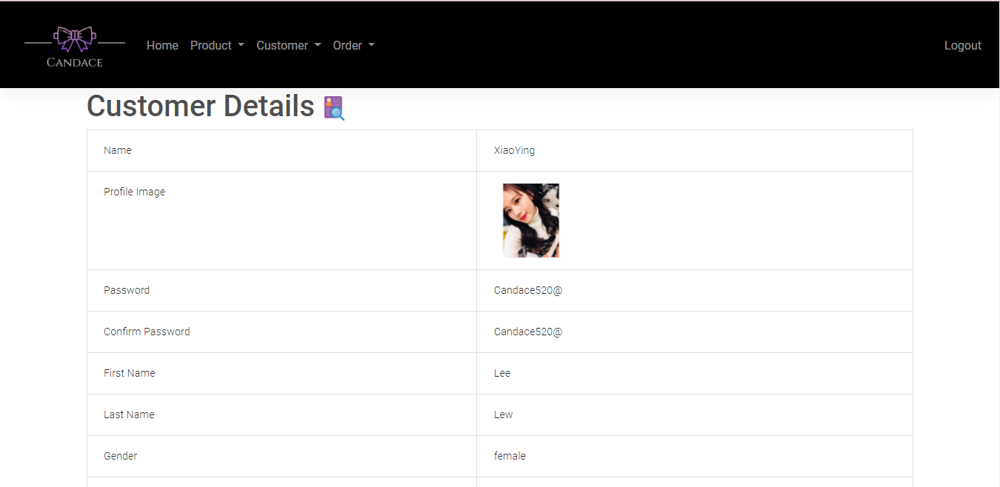 CANDACE
Home Product Customer Order Logout
Customer Details
Name XiaoYing
Profile Image
Password Candace520@
Confirm Password Candace520@
First Name Lee
Last Name Lew
Gender female